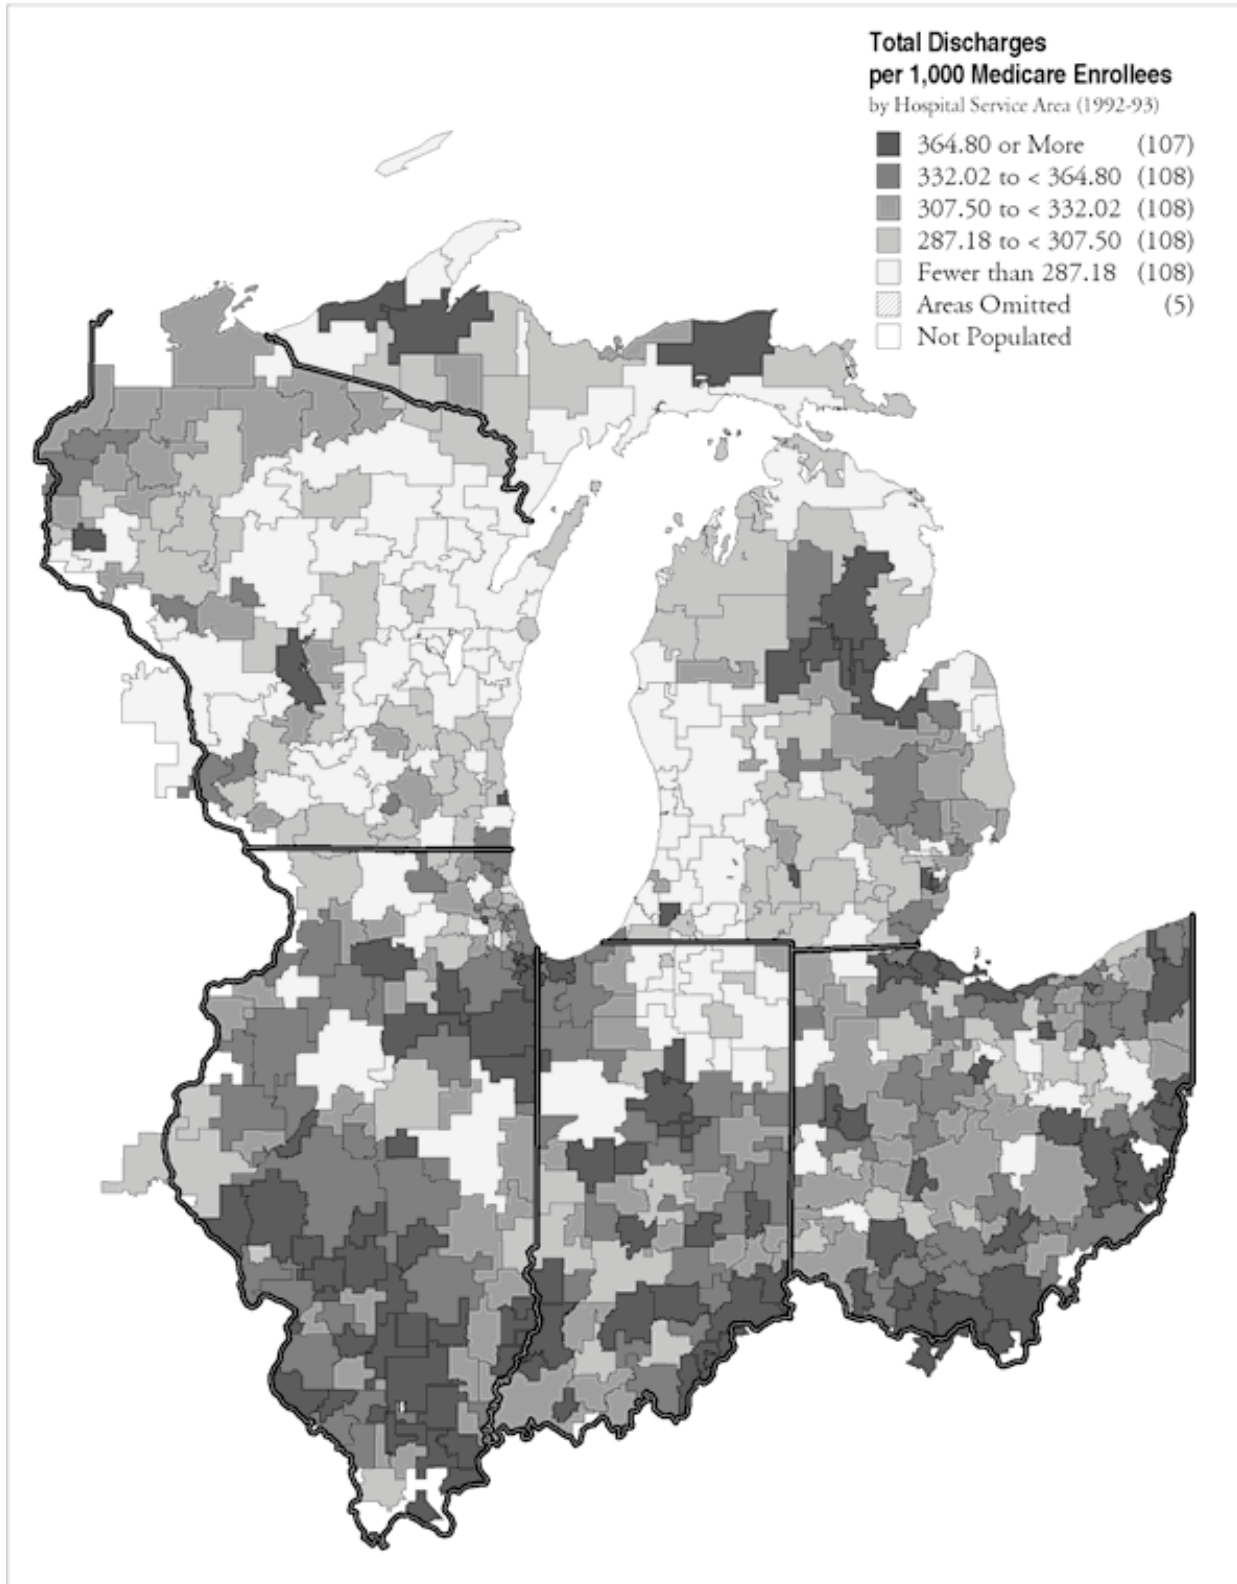 Total Discharges
per 1,000 Medicare Enrollees
by Hospital Service Area (1992-93)
364.80 or More (107)
332.02 to < 364.80 (108)
307.50 to < 332.02 (108)
287.18 to < 307.50 (108)
Fewer than 287.18 (108)
Areas Omitted (5)
Not Populated